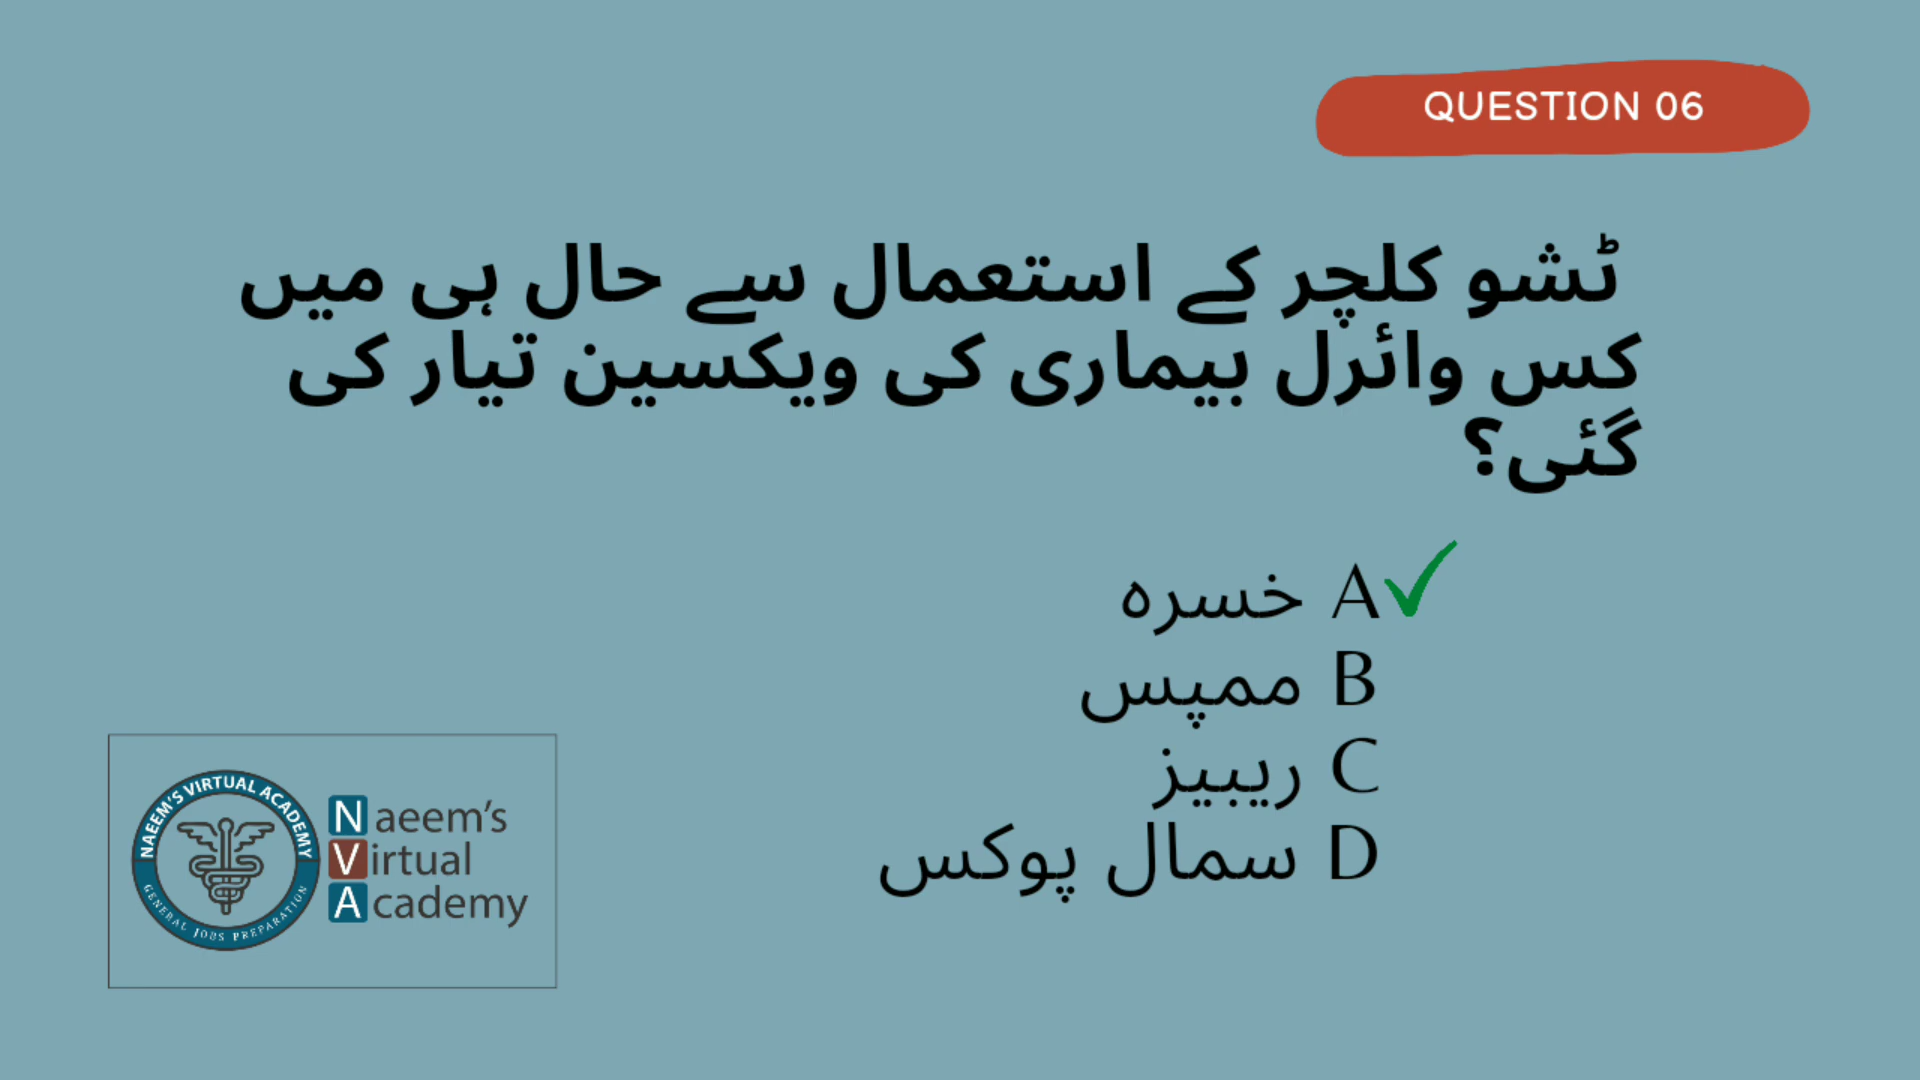 QUESTION 06
ٹشو کلچر کے استعمال سے حال ہی میں
کس وائرل بیماری کی ویکسین تیار کی
گئی؟
A خسرہ
B ممپس
C ریبیز
D سمال پوکس
NAEEM'S VIRTUAL ACADEMY
GENERAL JOBS PREPARATION
Naeem's
Virtual
Academy